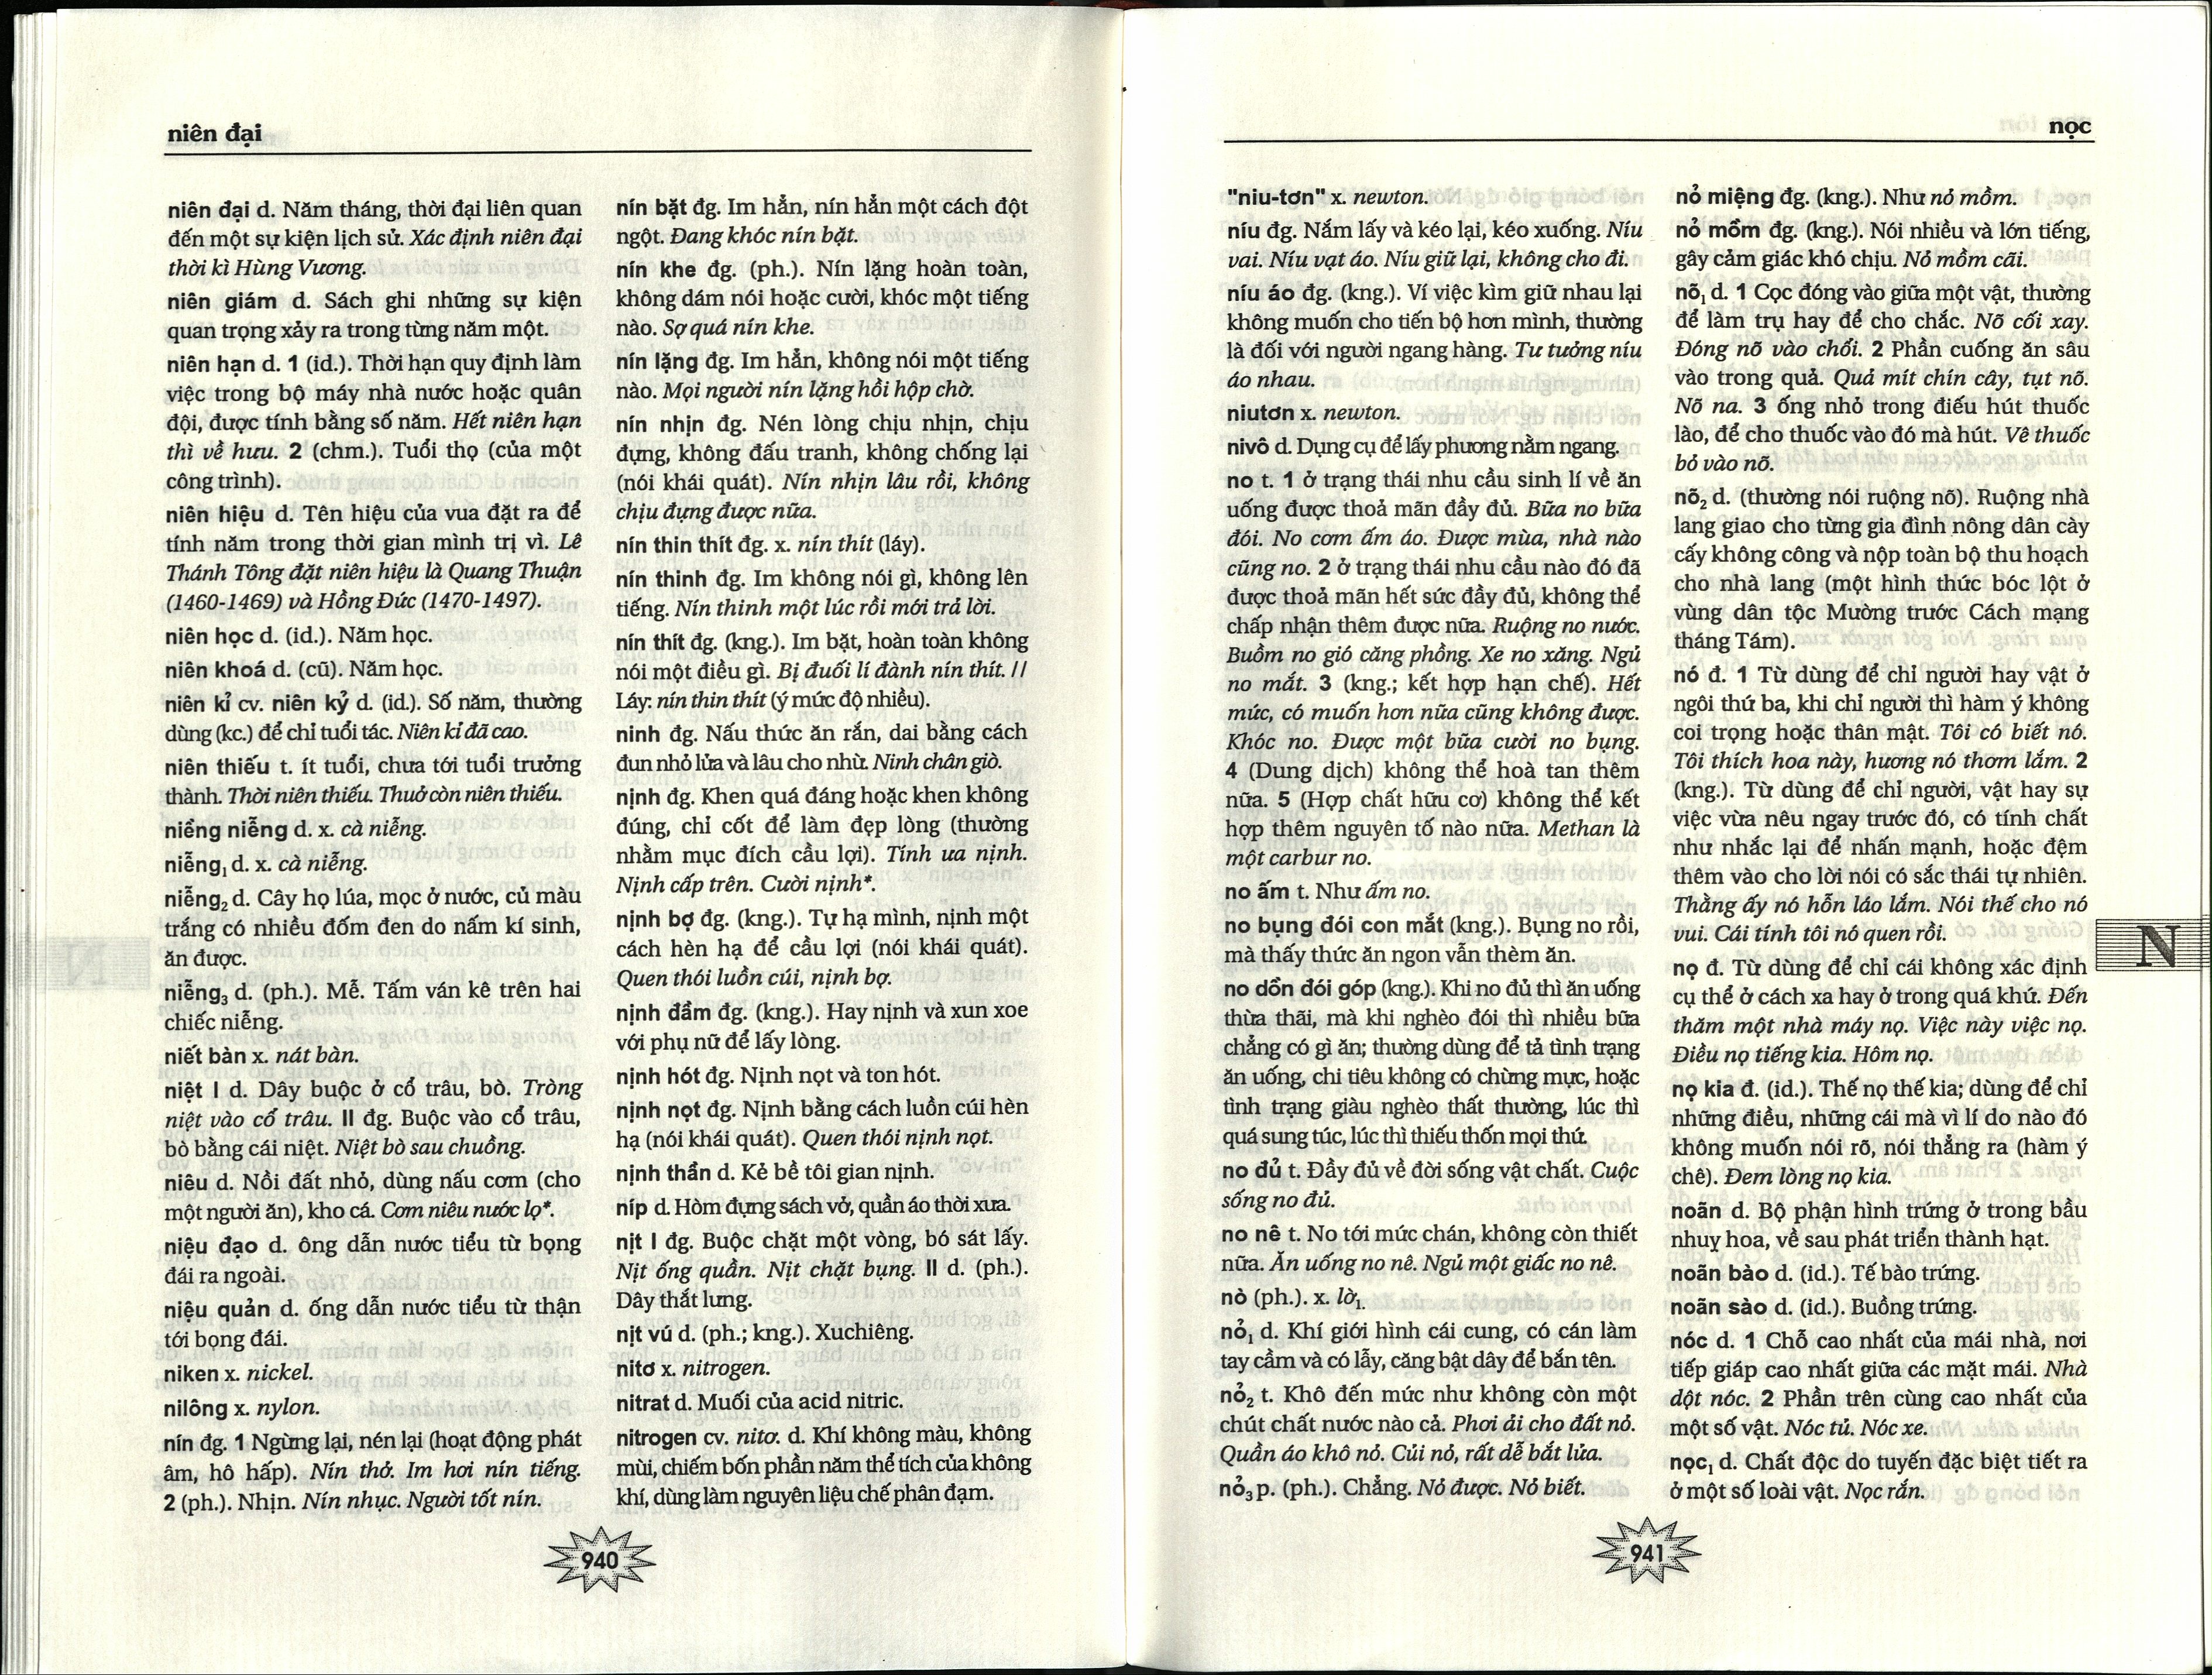 niên đại
niên đại d. Năm tháng, thời đại liên quan
đến một sự kiện lịch sử. Xác định niên đại
thời kì Hùng Vương.
niên giám d. Sách ghi những sự kiện
quan trọng xảy ra trong từng năm một.
niên hạn d. 1 (id.). Thời hạn quy định làm
việc trong bộ máy nhà nước hoặc quân
đội, được tính bằng số năm. Hết niên hạn
thì về hưu. 2 (chm.). Tuổi thọ (của một
công trình).
niên hiệu d. Tên hiệu của vua đặt ra để
tính năm trong thời gian mình trị vì. Lê
Thánh Tông đặt niên hiệu là Quang Thuận
(1460-1469) và Hồng Đức (1470-1497).
niên học d. (id.). Năm học.
niên khoá d. (cũ). Năm học.
niên kỉ cv. niên kỷ d. (id.). Số năm, thường
dùng (kc.) để chỉ tuổi tác. Niên kỉ đã cao.
niên thiếu t. ít tuổi, chưa tới tuổi trưởng
thành. Thời niên thiếu. Thuở còn niên thiếu.
niềng niễng d. x. cà niễng.
niễng₁ d. x. cà niễng.
niễng₂ d. Cây họ lúa, mọc ở nước, củ màu
trắng có nhiều đốm đen do nấm kí sinh,
ăn được.
niễng₃ d. (ph.). Mễ. Tấm ván kê trên hai
chiếc niễng.
niết bàn x. nát bàn.
niệt I d. Dây buộc ở cổ trâu, bò. Tròng
niệt vào cổ trâu. II đg. Buộc vào cổ trâu,
bò bằng cái niệt. Niệt bò sau chuồng.
niêu d. Nồi đất nhỏ, dùng nấu cơm (cho
một người ăn), kho cá. Cơm niêu nước lọ*.
niệu đạo d. ông dẫn nước tiểu từ bọng
đái ra ngoài.
niệu quản d. ống dẫn nước tiểu từ thận
tới bọng đái.
niken x. nickel.
nilông x. nylon.
nín đg. 1 Ngừng lại, nén lại (hoạt động phát
âm, hô hấp). Nín thở. Im hơi nín tiếng.
2 (ph.). Nhịn. Nín nhục. Người tốt nín.
nín bặt đg. Im hẳn, nín hẳn một cách đột
ngột. Đang khóc nín bặt.
nín khe đg. (ph.). Nín lặng hoàn toàn,
không dám nói hoặc cười, khóc một tiếng
nào. Sợ quá nín khe.
nín lặng đg. Im hẳn, không nói một tiếng
nào. Mọi người nín lặng hồi hộp chờ.
nín nhịn đg. Nén lòng chịu nhịn, chịu
đựng, không đấu tranh, không chống lại
(nói khái quát). Nín nhịn lâu rồi, không
chịu đựng được nữa.
nín thin thít đg. x. nín thít (láy).
nín thinh đg. Im không nói gì, không lên
tiếng. Nín thinh một lúc rồi mới trả lời.
nín thít đg. (kng.). Im bặt, hoàn toàn không
nói một điều gì. Bị đuối lí đành nín thít. //
Láy: nín thin thít (ý mức độ nhiều).
ninh đg. Nấu thức ăn rắn, dai bằng cách
đun nhỏ lửa và lâu cho nhừ. Ninh chân giò.
nịnh đg. Khen quá đáng hoặc khen không
đúng, chỉ cốt để làm đẹp lòng (thường
nhằm mục đích cầu lợi). Tính ưa nịnh.
Nịnh cấp trên. Cười nịnh*.
nịnh bợ đg. (kng.). Tự hạ mình, nịnh một
cách hèn hạ để cầu lợi (nói khái quát).
Quen thói luồn cúi, nịnh bợ.
nịnh đầm đg. (kng.). Hay nịnh và xun xoe
với phụ nữ để lấy lòng.
nịnh hót đg. Nịnh nọt và ton hót.
nịnh nọt đg. Nịnh bằng cách luồn cúi hèn
hạ (nói khái quát). Quen thói nịnh nọt.
nịnh thần d. Kẻ bề tôi gian nịnh.
níp d. Hòm đựng sách vở, quần áo thời xưa.
nịt I đg. Buộc chặt một vòng, bó sát lấy.
Nịt ống quần. Nịt chặt bụng. II d. (ph.).
Dây thắt lưng.
nịt vú d. (ph.; kng.). Xuchiêng.
nitơ x. nitrogen.
nitrat d. Muối của acid nitric.
nitrogen cv. nitơ. d. Khí không màu, không
mùi, chiếm bốn phần năm thể tích của không
khí, dùng làm nguyên liệu chế phân đạm.
940
nọc
"niu-tơn" x. newton.
níu đg. Nắm lấy và kéo lại, kéo xuống. Níu
vai. Níu vạt áo. Níu giữ lại, không cho đi.
níu áo đg. (kng.). Ví việc kìm giữ nhau lại
không muốn cho tiến bộ hơn mình, thường
là đối với người ngang hàng. Tư tưởng níu
áo nhau.
niutơn x. newton.
nivô d. Dụng cụ để lấy phương nằm ngang.
no t. 1 ở trạng thái nhu cầu sinh lí về ăn
uống được thoả mãn đầy đủ. Bữa no bữa
đói. No cơm ấm áo. Được mùa, nhà nào
cũng no. 2 ở trạng thái nhu cầu nào đó đã
được thoả mãn hết sức đầy đủ, không thể
chấp nhận thêm được nữa. Ruộng no nước.
Buồm no gió căng phồng. Xe no xăng. Ngủ
no mắt. 3 (kng.; kết hợp hạn chế). Hết
mức, có muốn hơn nữa cũng không được.
Khóc no. Được một bữa cười no bụng.
4 (Dung dịch) không thể hoà tan thêm
nữa. 5 (Hợp chất hữu cơ) không thể kết
hợp thêm nguyên tố nào nữa. Methan là
một carbur no.
no ấm t. Như ấm no.
no bụng đói con mắt (kng.). Bụng no rồi,
mà thấy thức ăn ngon vẫn thèm ăn.
no dồn đói góp (kng.). Khi no đủ thì ăn uống
thừa thãi, mà khi nghèo đói thì nhiều bữa
chẳng có gì ăn; thường dùng để tả tình trạng
ăn uống, chi tiêu không có chừng mực, hoặc
tình trạng giàu nghèo thất thường, lúc thì
quá sung túc, lúc thì thiếu thốn mọi thứ.
no đủ t. Đầy đủ về đời sống vật chất. Cuộc
sống no đủ.
no nê t. No tới mức chán, không còn thiết
nữa. Ăn uống no nê. Ngủ một giấc no nê.
nò (ph.). x. lờ₁.
nỏ₁ d. Khí giới hình cái cung, có cán làm
tay cầm và có lẫy, căng bật dây để bắn tên.
nỏ₂ t. Khô đến mức như không còn một
chút chất nước nào cả. Phơi ải cho đất nỏ.
Quần áo khô nỏ. Củi nỏ, rất dễ bắt lửa.
nỏ₃ p. (ph.). Chẳng. Nỏ được. Nỏ biết.
nỏ miệng đg. (kng.). Như nỏ mồm.
nỏ mồm đg. (kng.). Nói nhiều và lớn tiếng,
gây cảm giác khó chịu. Nỏ mồm cãi.
nõ₁ d. 1 Cọc đóng vào giữa một vật, thường
để làm trụ hay để cho chắc. Nõ cối xay.
Đóng nõ vào chổi. 2 Phần cuống ăn sâu
vào trong quả. Quả mít chín cây, tụt nõ.
Nõ na. 3 ống nhỏ trong điếu hút thuốc
lào, để cho thuốc vào đó mà hút. Vê thuốc
bỏ vào nõ.
nõ₂ d. (thường nói ruộng nõ). Ruộng nhà
lang giao cho từng gia đình nông dân cày
cấy không công và nộp toàn bộ thu hoạch
cho nhà lang (một hình thức bóc lột ở
vùng dân tộc Mường trước Cách mạng
tháng Tám).
nó đ. 1 Từ dùng để chỉ người hay vật ở
ngôi thứ ba, khi chỉ người thì hàm ý không
coi trọng hoặc thân mật. Tôi có biết nó.
Tôi thích hoa này, hương nó thơm lắm. 2
(kng.). Từ dùng để chỉ người, vật hay sự
việc vừa nêu ngay trước đó, có tính chất
như nhắc lại để nhấn mạnh, hoặc đệm
thêm vào cho lời nói có sắc thái tự nhiên.
Thằng ấy nó hỗn láo lắm. Nói thế cho nó
vui. Cái tính tôi nó quen rồi.
nọ đ. Từ dùng để chỉ cái không xác định
cụ thể ở cách xa hay ở trong quá khứ. Đến
thăm một nhà máy nọ. Việc này việc nọ.
Điều nọ tiếng kia. Hôm nọ.
nọ kia đ. (id.). Thế nọ thế kia; dùng để chỉ
những điều, những cái mà vì lí do nào đó
không muốn nói rõ, nói thẳng ra (hàm ý
chê). Đem lòng nọ kia.
noãn d. Bộ phận hình trứng ở trong bầu
nhuỵ hoa, về sau phát triển thành hạt.
noãn bào d. (id.). Tế bào trứng.
noãn sào d. (id.). Buồng trứng.
nóc d. 1 Chỗ cao nhất của mái nhà, nơi
tiếp giáp cao nhất giữa các mặt mái. Nhà
dột nóc. 2 Phần trên cùng cao nhất của
một số vật. Nóc tủ. Nóc xe.
nọc₁ d. Chất độc do tuyến đặc biệt tiết ra
ở một số loài vật. Nọc rắn.
N
941